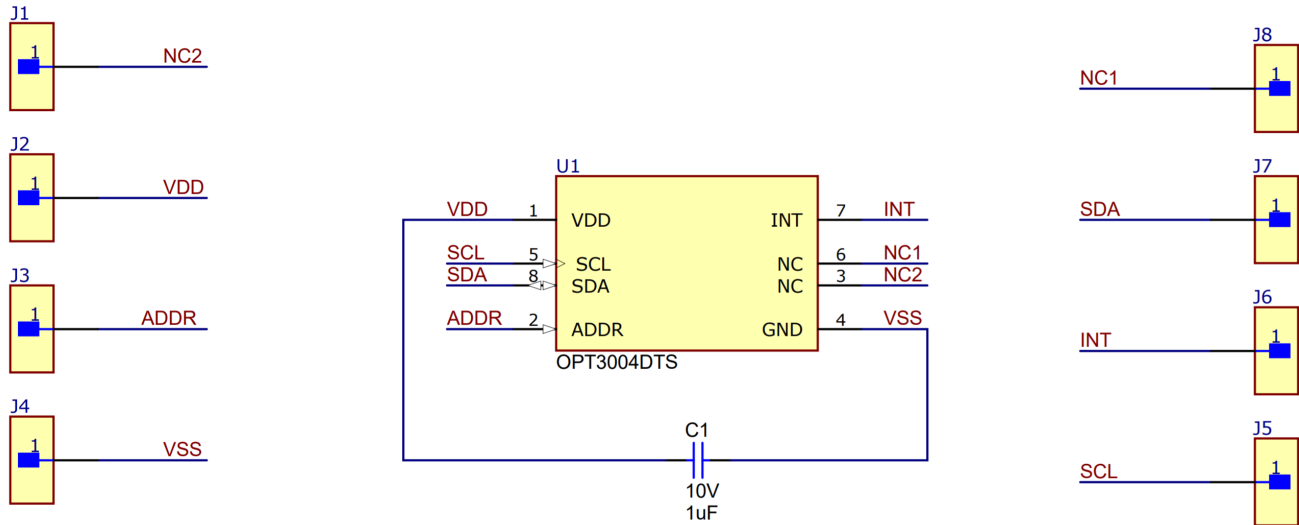 J1
1 NC2
J2
1 VDD
J3
1 ADDR
J4
1 VSS
U1
VDD 1 VDD INT 7 INT
SCL 5 SCL NC 6 NC1
SDA 8 SDA NC 3 NC2
ADDR 2 ADDR GND 4 VSS
OPT3004DTS
C1
10V
1uF
J8
NC1 1
J7
SDA 1
J6
INT 1
J5
SCL 1